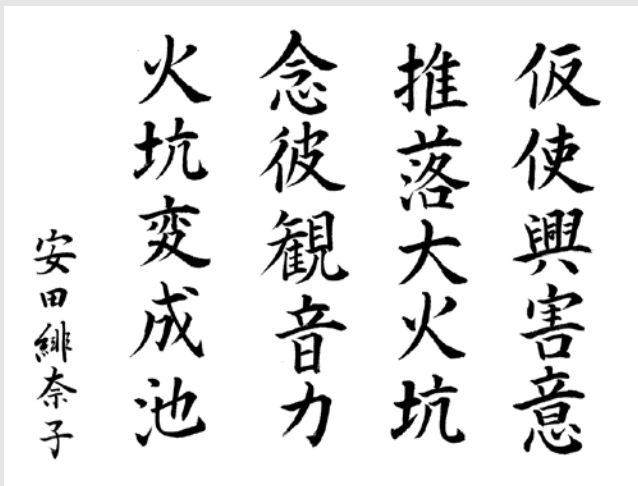 仮使興害意
推落大火坑
念彼観音力
火坑変成池
安田緋奈子